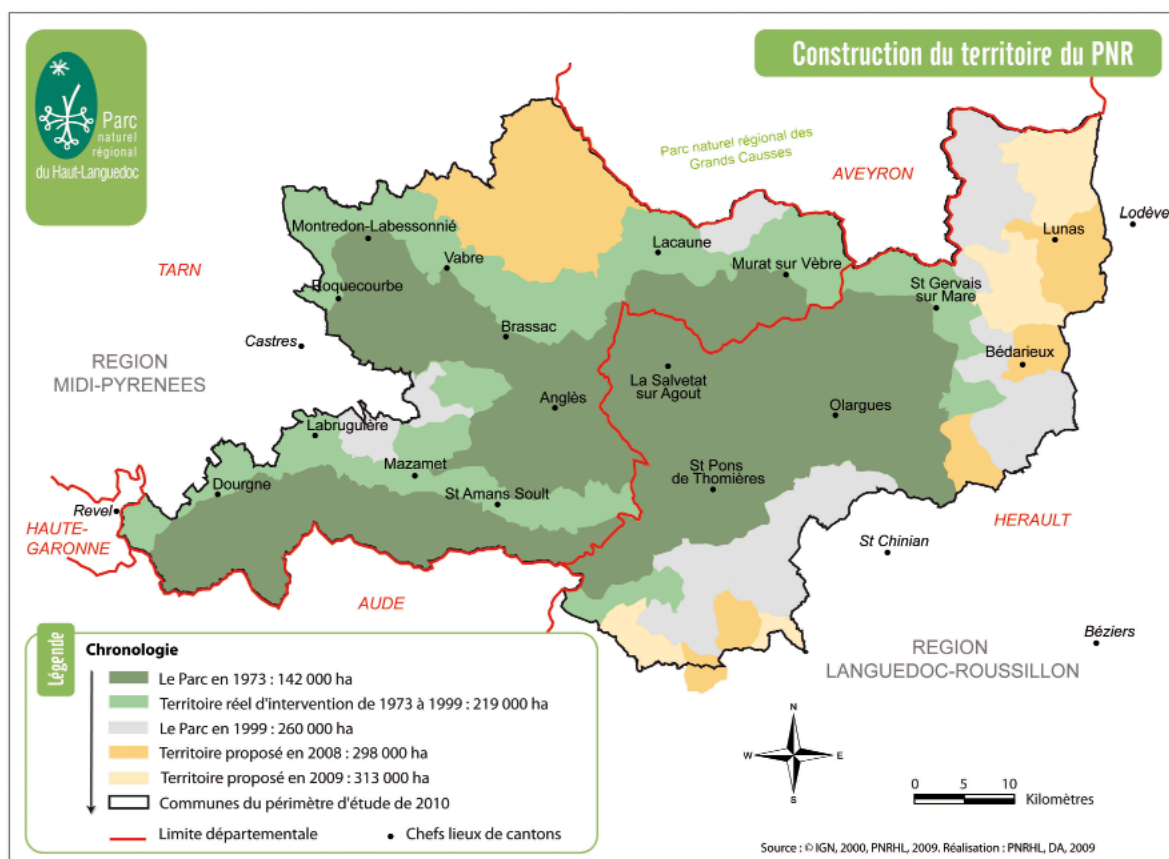 Construction du territoire du PNR
Parc
naturel
régional
du Haut-Languedoc
Parc naturel régional des
Grands Causses
AVEYRON
Lodève
Montredon-Labessonnié
Lunas
TARN
Vabre
Lacaune
Murat sur Vèbre
St Gervais
sur Mare
Roquecourbe
Brassac
Castres
Bédarieux
REGION
MIDI-PYRENEES
La Salvetat
sur Agout
Anglès
Olargues
Labruguière
Mazamet
St Pons
de Thomières
Dourgne
St Amans Soult
Revel
HAUTE-
GARONNE
HERAULT
St Chinian
AUDE
Béziers
REGION
LANGUEDOC-ROUSSILLON
Légende
Chronologie
Le Parc en 1973 : 142 000 ha
Territoire réel d'intervention de 1973 à 1999 : 219 000 ha
Le Parc en 1999 : 260 000 ha
Territoire proposé en 2008 : 298 000 ha
Territoire proposé en 2009 : 313 000 ha
Communes du périmètre d'étude de 2010
Limite départementale
Chefs lieux de cantons
N
W E
S
0 5 10
Kilomètres
Source : © IGN, 2000, PNRHL, 2009. Réalisation : PNRHL, DA, 2009